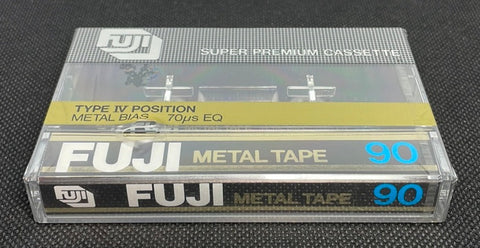 FUJI
SUPER PREMIUM CASSETTE
TYPE IV POSITION
METAL BIAS 70μs EQ
FUJI METAL TAPE 90
FUJI FUJI METAL TAPE 90